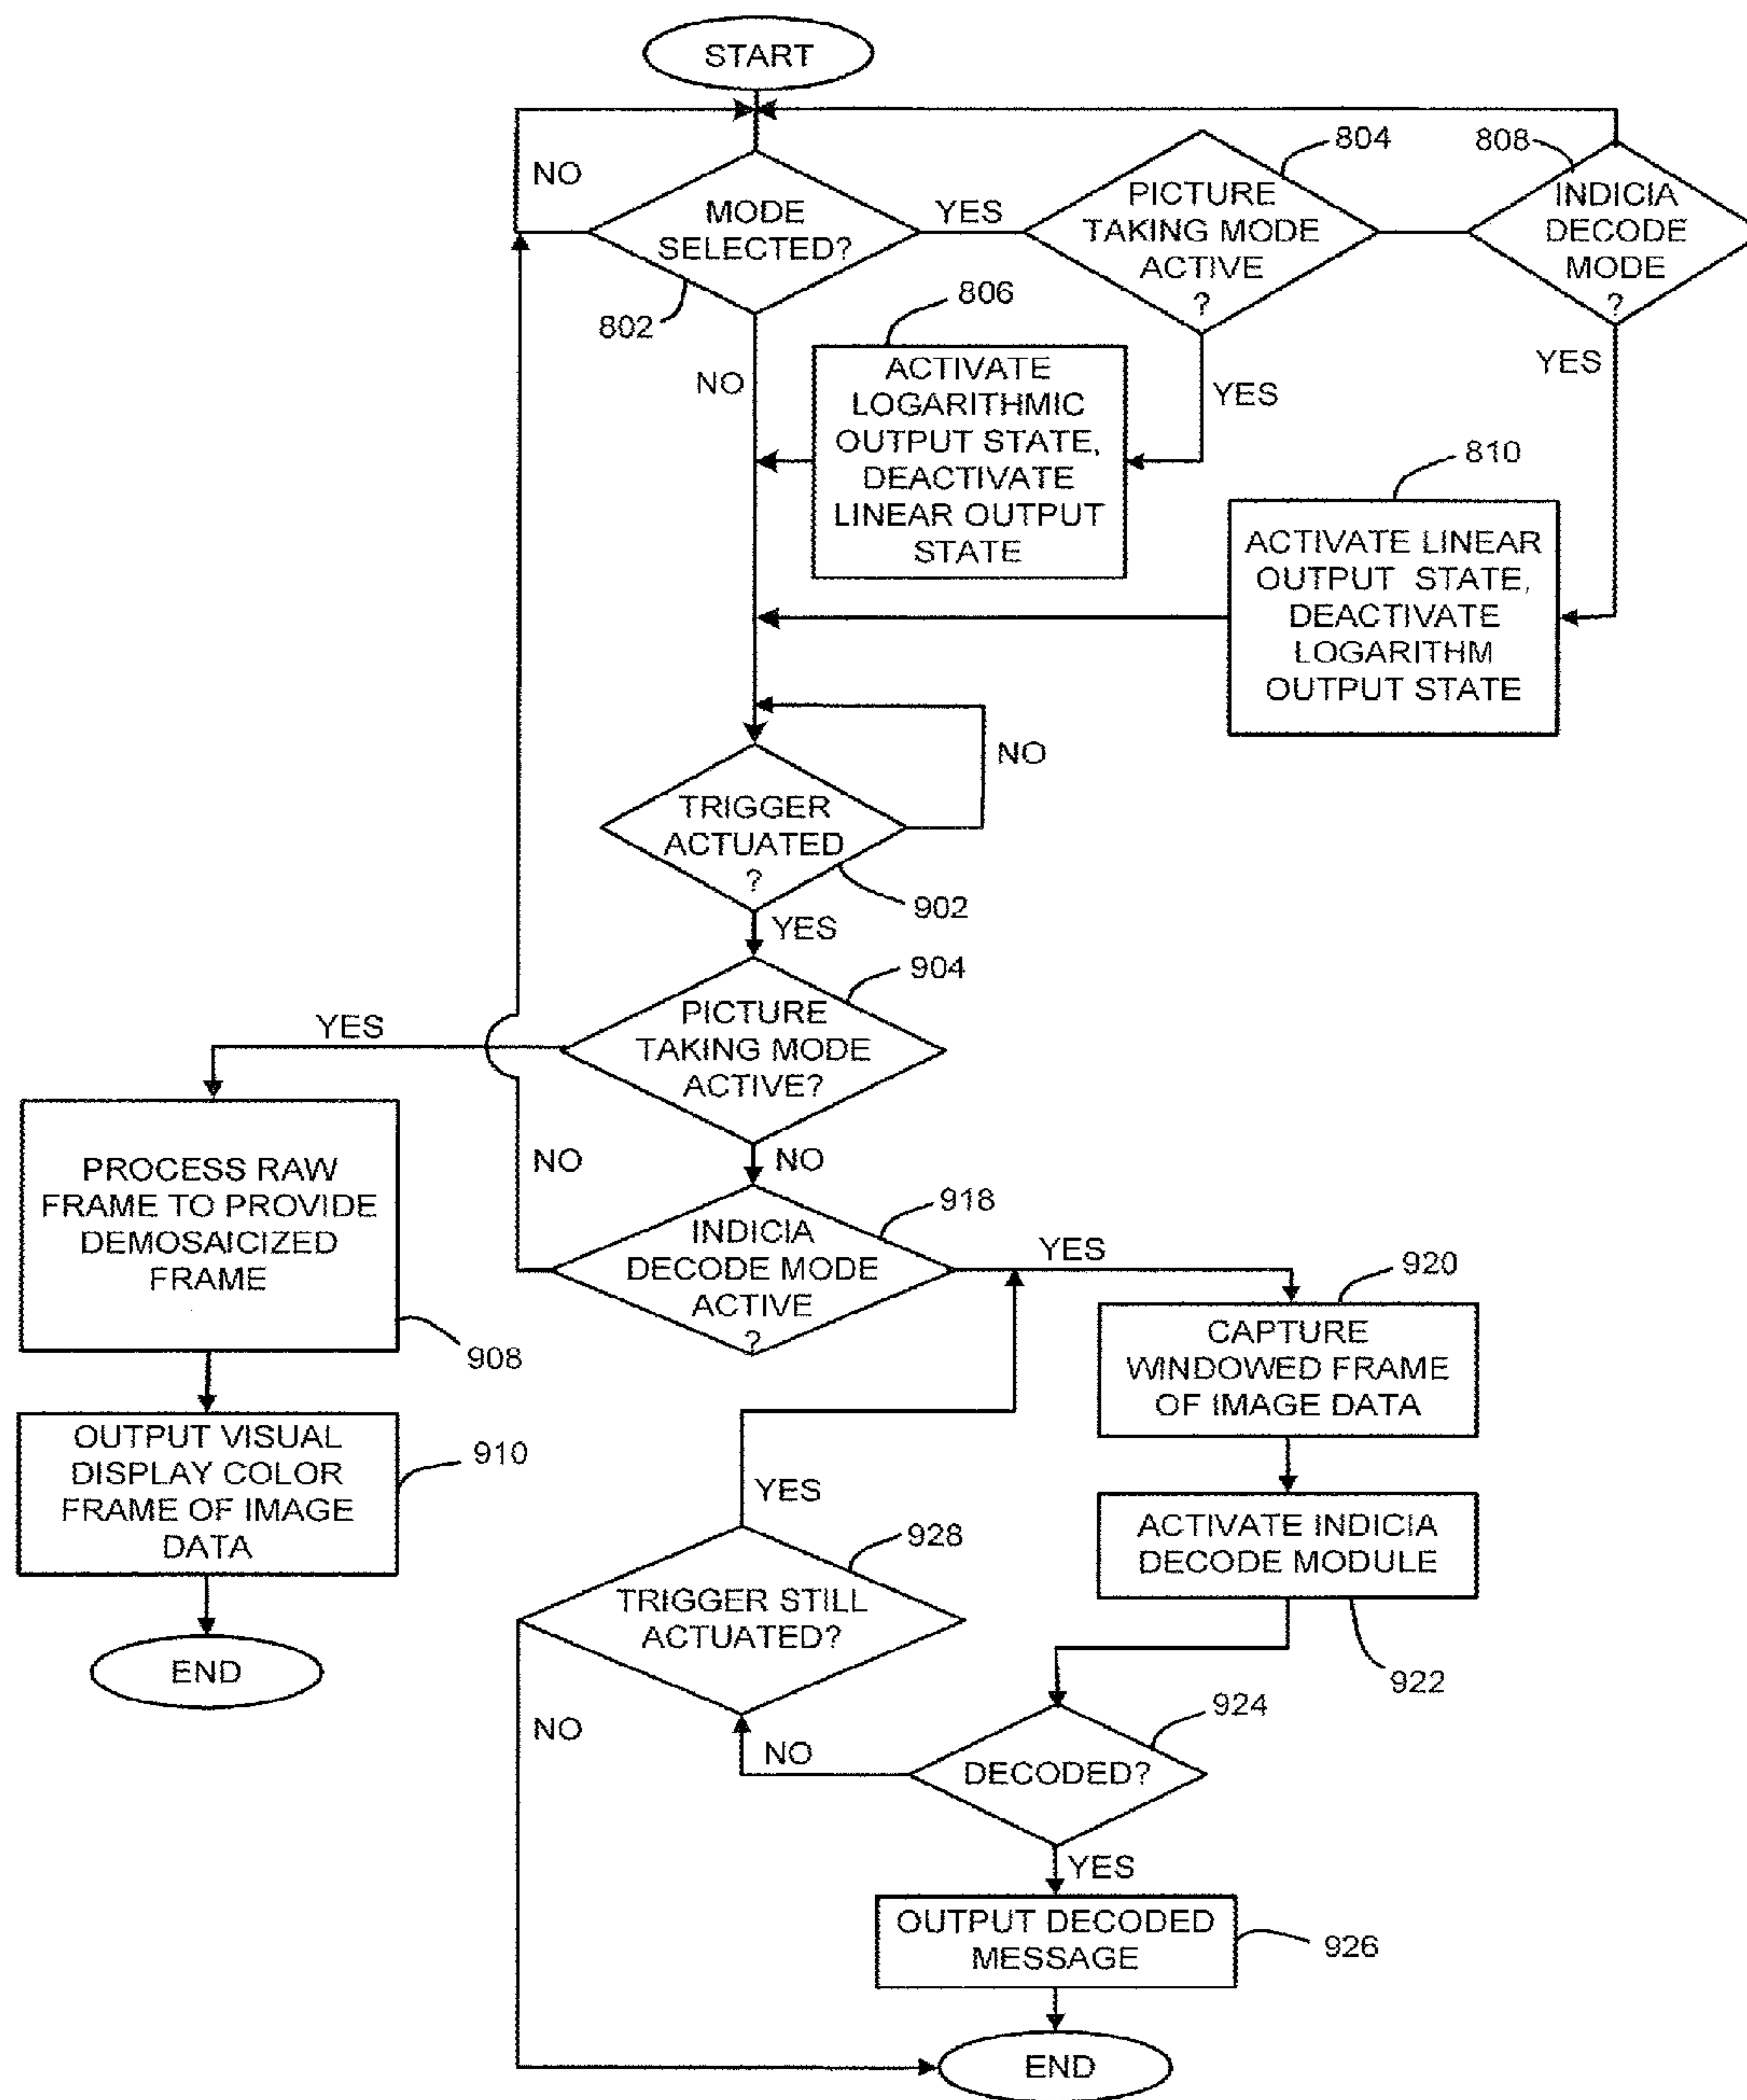 START
NO
MODE
SELECTED?
802
YES
PICTURE
TAKING MODE
ACTIVE
?
804
808
INDICIA
DECODE
MODE
?
NO
806
ACTIVATE
LOGARITHMIC
OUTPUT STATE,
DEACTIVATE
LINEAR OUTPUT
STATE
YES
YES
810
ACTIVATE LINEAR
OUTPUT STATE,
DEACTIVATE
LOGARITHM
OUTPUT STATE
NO
TRIGGER
ACTUATED
?
902
YES
904
PICTURE
TAKING MODE
ACTIVE?
YES
PROCESS RAW
FRAME TO PROVIDE
DEMOSAICIZED
FRAME
908
OUTPUT VISUAL
DISPLAY COLOR
FRAME OF IMAGE
DATA
910
END
NO
NO
918
INDICIA
DECODE MODE
ACTIVE
?
YES
920
CAPTURE
WINDOWED FRAME
OF IMAGE DATA
ACTIVATE INDICIA
DECODE MODULE
922
YES
928
TRIGGER STILL
ACTUATED?
NO
NO
924
DECODED?
YES
OUTPUT DECODED
MESSAGE
926
END